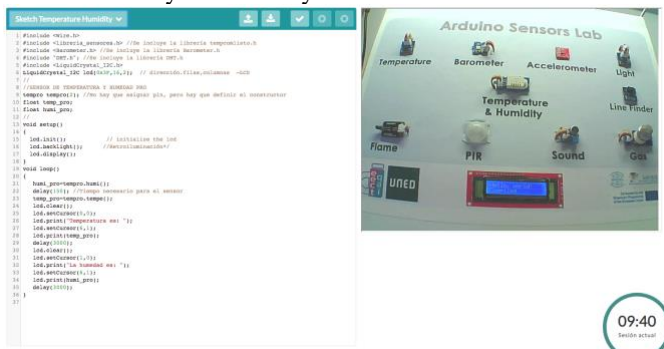 Sketch Temperature Humidity
1 #include <Wire.h>
2 #include <libreria_sensores.h> //Se incluye la libreria temposmlisto.h
3 #include <Barometer.h> //Se incluye la libreria Barometer.h
4 #include "DHT.h"; //Se incluye la libreria DHT.h
5 #include <LiquidCrystal_I2C.h>
6 LiquidCrystal_I2C lcd(0x3F,16,2); // direccion.files,columnas -LCD
7 //
8 //SENSOR DE TEMPERATURA Y HUMEDAD PRO
9 tempro tempro(2); //No hay que asignar pin, pero hay que definir el constructor
10 float temp_pro;
11 float humi_pro;
12 //
13 void setup()
14 {
15 lcd.init(); // initialize the lcd
16 lcd.backlight(); //Retroiluminación*/
17 lcd.display();
18 }
19 void loop()
20 {
21 humi_pro=tempro.humi();
22 delay(100); //Tiempo necesario para el sensor
23 temp_pro=tempro.tempe();
24 lcd.clear();
25 lcd.setCursor(0,0);
26 lcd.print("Temperatura es: ");
27 lcd.setCursor(6,1);
28 lcd.print(temp_pro);
29 delay(3000);
30 lcd.clear();
31 lcd.setCursor(1,0);
32 lcd.print("La humedad es: ");
33 lcd.setCursor(6,1);
34 lcd.print(humi_pro);
35 delay(3000);
36 }
37
Arduino Sensors Lab
Temperature
Barometer
Accelerometer
Light
Temperature
& Humidity
Line Finder
Flame
PIR
Sound
Gas
UNED
09:40
Sesión actual